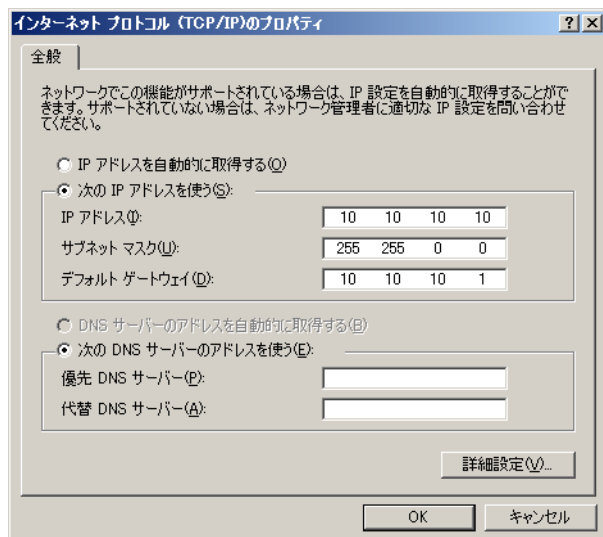 インターネット プロトコル (TCP/IP)のプロパティ
全般
ネットワークでこの機能がサポートされている場合は、IP 設定を自動的に取得することがで
きます。サポートされていない場合は、ネットワーク管理者に適切な IP 設定を問い合わせ
てください。
IP アドレスを自動的に取得する(O)
次の IP アドレスを使う(S):
IP アドレス(I): 10 10 10 10
サブネット マスク(U): 255 255 0 0
デフォルト ゲートウェイ(D): 10 10 10 1
DNS サーバーのアドレスを自動的に取得する(B)
次の DNS サーバーのアドレスを使う(E):
優先 DNS サーバー(P):
代替 DNS サーバー(A):
詳細設定(V)...
OK キャンセル